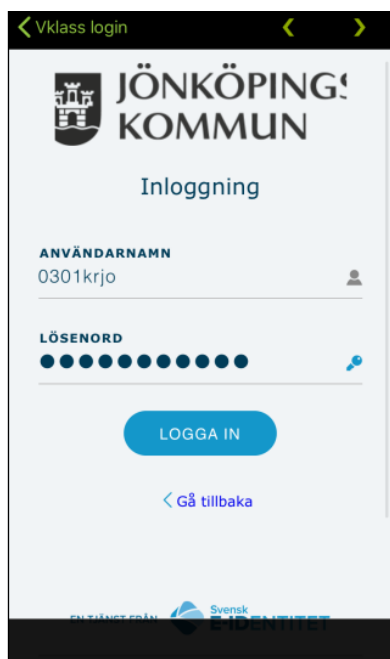 Vklass login
JÖNKÖPINGS
KOMMUN
Inloggning
ANVÄNDARNAMN
0301krjo
LÖSENORD
●●●●●●●●●●●
LOGGA IN
Gå tillbaka
EN TJÄNST FRÅN
Svensk
E-IDENTITET